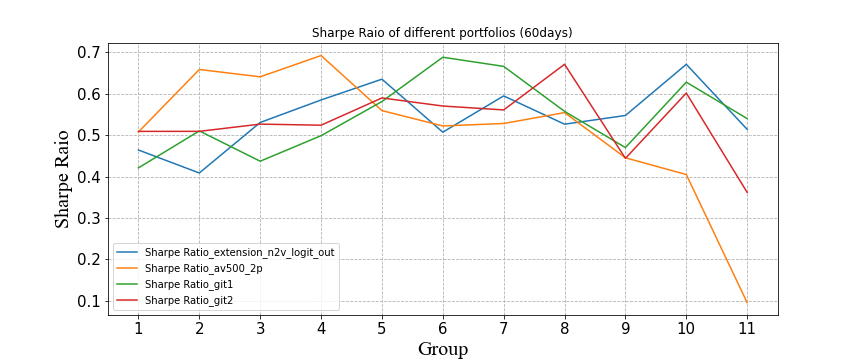 Sharpe Raio of different portfolios (60days)
0.7
0.6
0.5
0.4
0.3
0.2
0.1
Sharpe Raio
Sharpe Ratio_extension_n2v_logit_out
Sharpe Ratio_av500_2p
Sharpe Ratio_git1
Sharpe Ratio_git2
1 2 3 4 5 6 7 8 9 10 11
Group